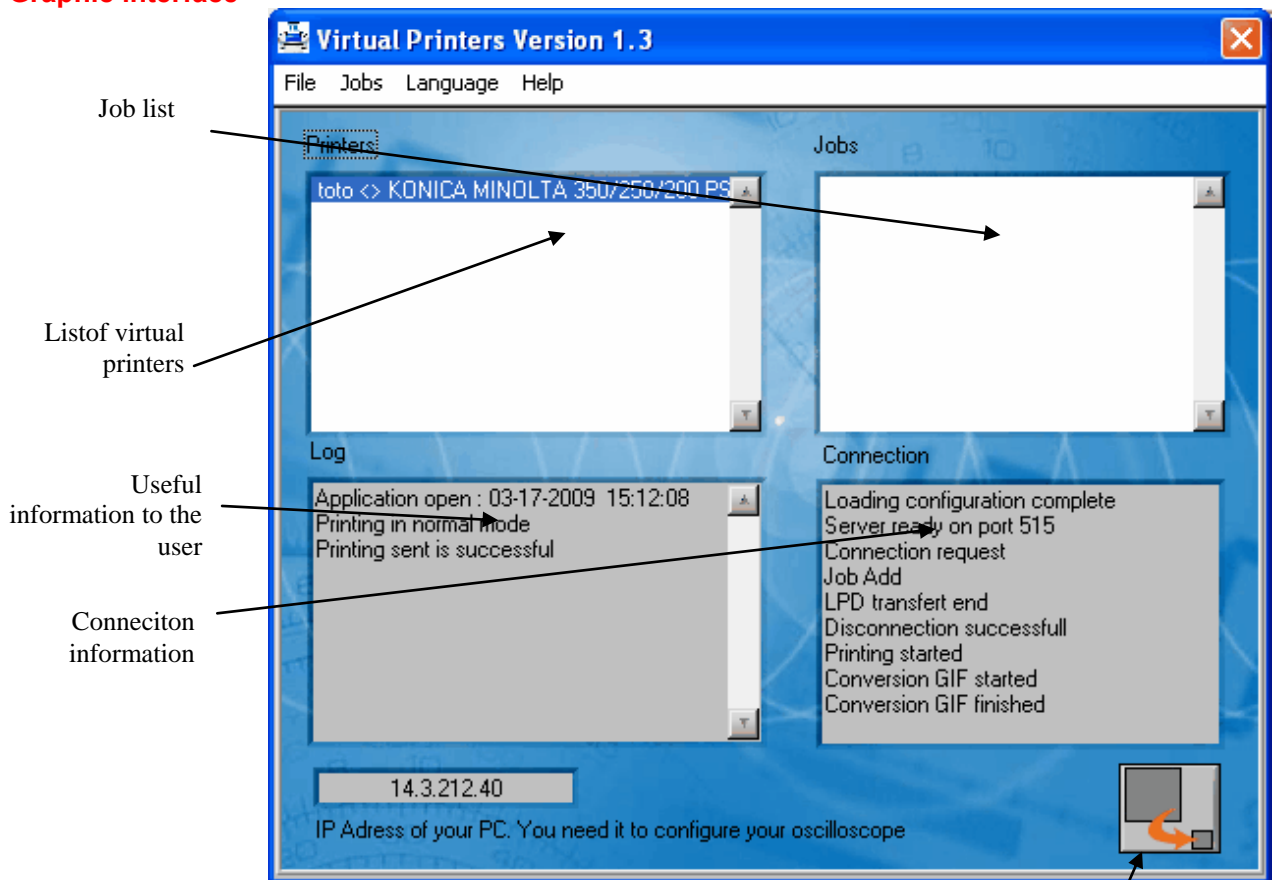 Graphic Interface
Virtual Printers Version 1.3
File Jobs Language Help
Job list
Printers
Jobs
toto <> KONICA MINOLTA 350/250/200 PS
Listof virtual
printers
Log
Connection
Useful
information to the
user
Application open : 03-17-2009 15:12:08
Printing in normal mode
Printing sent is successful
Loading configuration complete
Server ready on port 515
Connection request
Job Add
LPD transfert end
Disconnection successfull
Printing started
Conversion GIF started
Conversion GIF finished
Conneciton
information
14.3.212.40
IP Adress of your PC. You need it to configure your oscilloscope